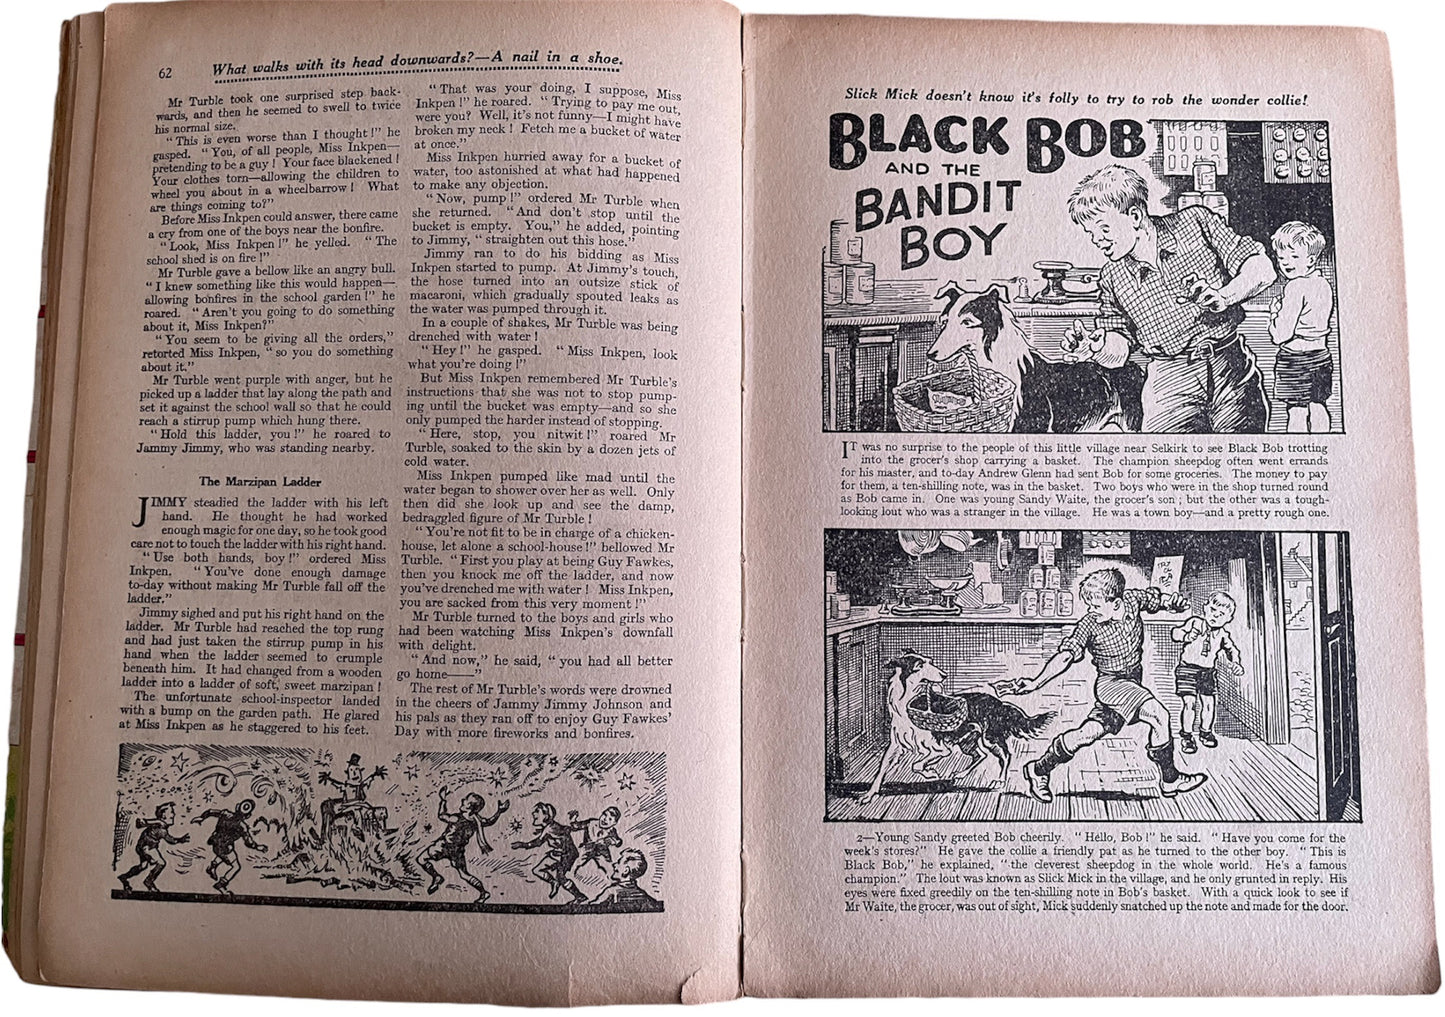 62
What walks with its head downwards?—A nail in a shoe.
Mr Turble took one surprised step back-
wards, and then he seemed to swell to twice
his normal size.
"This is even worse than I thought!" he
gasped. "You, of all people, Miss Inkpen—
pretending to be a guy! Your face blackened!
Your clothes torn—allowing the children to
wheel you about in a wheelbarrow! What
are things coming to?"
Before Miss Inkpen could answer, there came
a cry from one of the boys near the bonfire.
"Look, Miss Inkpen!" he yelled. "The
school shed is on fire!"
Mr Turble gave a bellow like an angry bull.
"I knew something like this would happen—
allowing bonfires in the school garden!" he
roared. "Aren't you going to do something
about it, Miss Inkpen?"
"You seem to be giving all the orders,"
retorted Miss Inkpen, "so you do something
about it."
Mr Turble went purple with anger, but he
picked up a ladder that lay along the path and
set it against the school wall so that he could
reach a stirrup pump which hung there.
"Hold this ladder, you!" he roared to
Jammy Jimmy, who was standing nearby.
The Marzipan Ladder
JIMMY steadied the ladder with his left
hand. He thought he had worked
enough magic for one day, so he took good
care not to touch the ladder with his right hand.
"Use both hands, boy!" ordered Miss
Inkpen. "You've done enough damage
to-day without making Mr Turble fall off the
ladder."
Jimmy sighed and put his right hand on the
ladder. Mr Turble had reached the top rung
and had just taken the stirrup pump in his
hand when the ladder seemed to crumple
beneath him. It had changed from a wooden
ladder into a ladder of soft, sweet marzipan!
The unfortunate school-inspector landed
with a bump on the garden path. He glared
at Miss Inkpen as he staggered to his feet.
"That was your doing, I suppose, Miss
Inkpen!" he roared. "Trying to pay me out,
were you? Well, it's not funny—I might have
broken my neck! Fetch me a bucket of water
at once."
Miss Inkpen hurried away for a bucket of
water, too astonished at what had happened
to make any objection.
"Now, pump!" ordered Mr Turble when
she returned. "And don't stop until the
bucket is empty. You," he added, pointing
to Jimmy, "straighten out this hose."
Jimmy ran to do his bidding as Miss
Inkpen started to pump. At Jimmy's touch,
the hose turned into an outsize stick of
macaroni, which gradually spouted leaks as
the water was pumped through it.
In a couple of shakes, Mr Turble was being
drenched with water!
"Hey!" he gasped. "Miss Inkpen, look
what you're doing!"
But Miss Inkpen remembered Mr Turble's
instructions that she was not to stop pump-
ing until the bucket was empty—and so she
only pumped the harder instead of stopping.
"Here, stop, you nitwit!" roared Mr
Turble, soaked to the skin by a dozen jets of
cold water.
Miss Inkpen pumped like mad until the
water began to shower over her as well. Only
then did she look up and see the damp,
bedraggled figure of Mr Turble!
"You're not fit to be in charge of a chicken-
house, let alone a school-house!" bellowed Mr
Turble. "First you play at being Guy Fawkes,
then you knock me off the ladder, and now
you've drenched me with water! Miss Inkpen,
you are sacked from this very moment!"
Mr Turble turned to the boys and girls who
had been watching Miss Inkpen's downfall
with delight.
"And now," he said, "you had all better
go home——"
The rest of Mr Turble's words were drowned
in the cheers of Jammy Jimmy Johnson and
his pals as they ran off to enjoy Guy Fawkes'
Day with more fireworks and bonfires.
Slick Mick doesn't know it's folly to try to rob the wonder collie!
BLACK BOB
AND THE
BANDIT
BOY
IT was no surprise to the people of this little village near Selkirk to see Black Bob trotting
into the grocer's shop carrying a basket. The champion sheepdog often went errands
for his master, and to-day Andrew Glenn had sent Bob for some groceries. The money to pay
for them, a ten-shilling note, was in the basket. Two boys who were in the shop turned round
as Bob came in. One was young Sandy Waite, the grocer's son; but the other was a tough-
looking lout who was a stranger in the village. He was a town boy—and a pretty rough one.
2—Young Sandy greeted Bob cheerily. "Hello, Bob!" he said. "Have you come for the
week's stores?" He gave the collie a friendly pat as he turned to the other boy. "This is
Black Bob," he explained, "the cleverest sheepdog in the whole world. He's a famous
champion." The lout was known as Slick Mick in the village, and he only grunted in reply. His
eyes were fixed greedily on the ten-shilling note in Bob's basket. With a quick look to see if
Mr Waite, the grocer, was out of sight, Mick suddenly snatched up the note and made for the door.